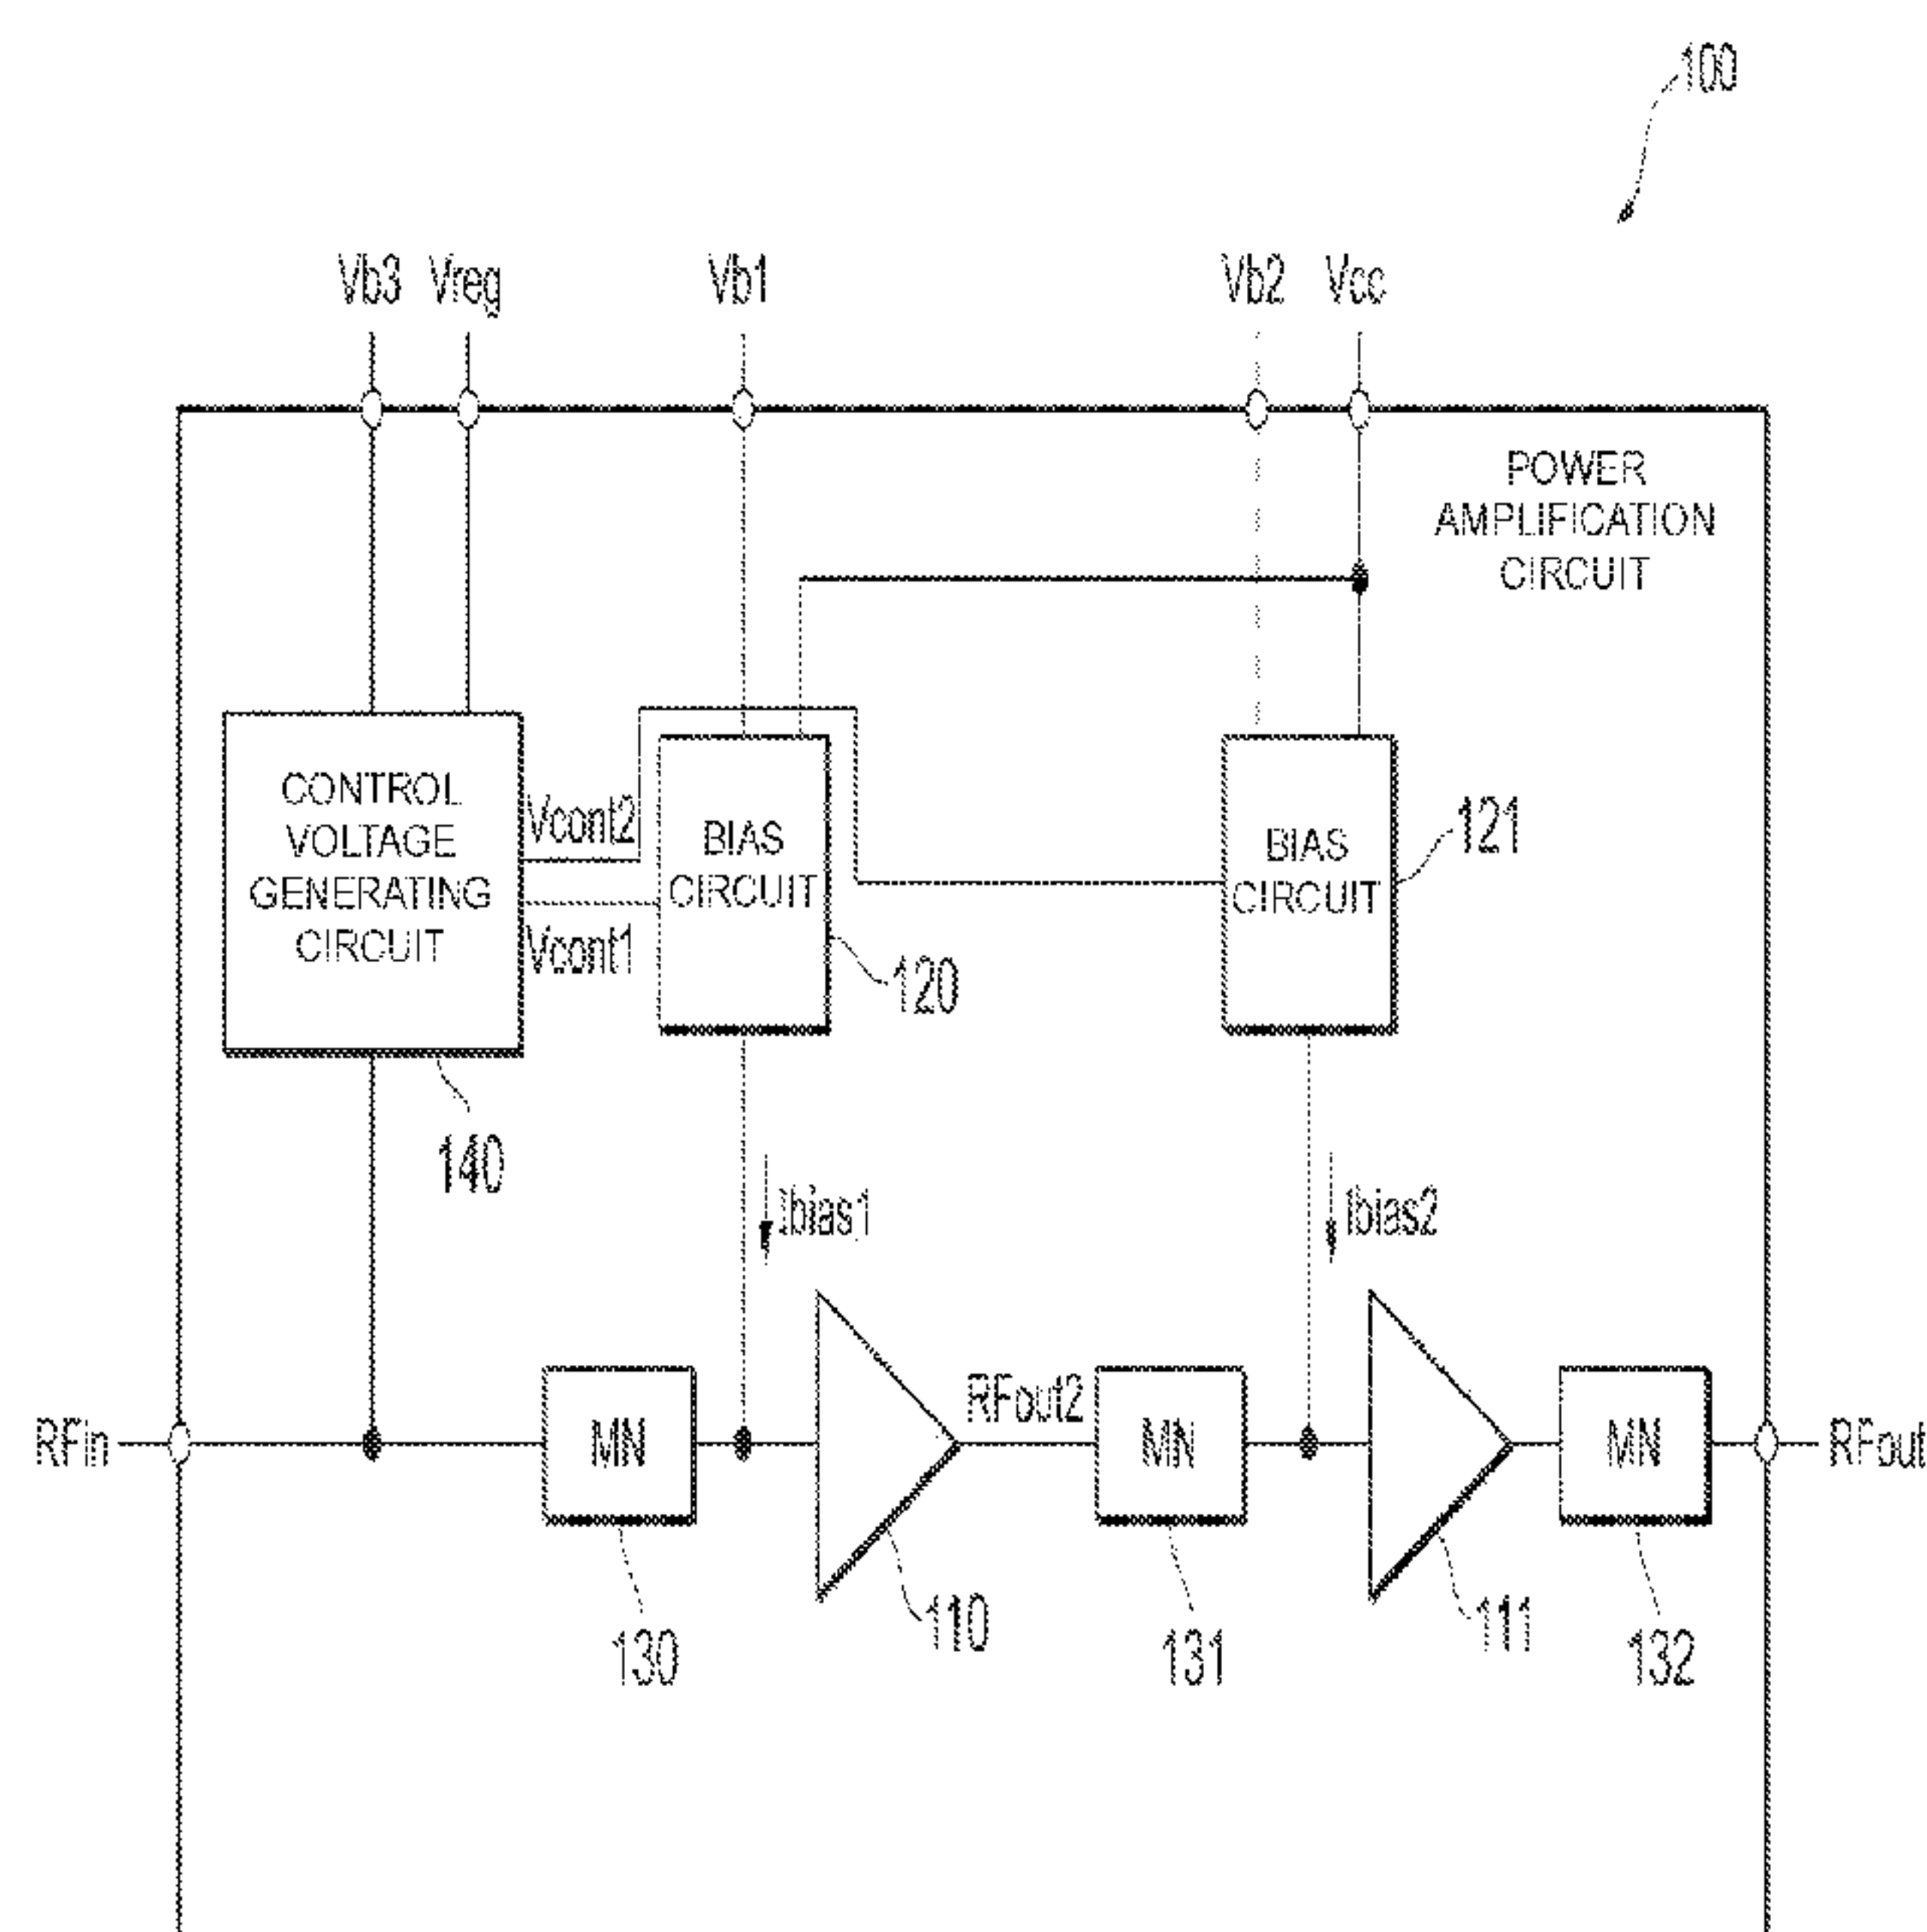 100
Vb3 Vreg Vb1 Vb2 Vcc
POWER
AMPLIFICATION
CIRCUIT
CONTROL
VOLTAGE
GENERATING
CIRCUIT
Vcont2
Vcont1
BIAS
CIRCUIT
120
BIAS
CIRCUIT
121
140
Ibias1
Ibias2
RFin
MN
RFout2
MN
MN
RFout
130
110
131
111
132